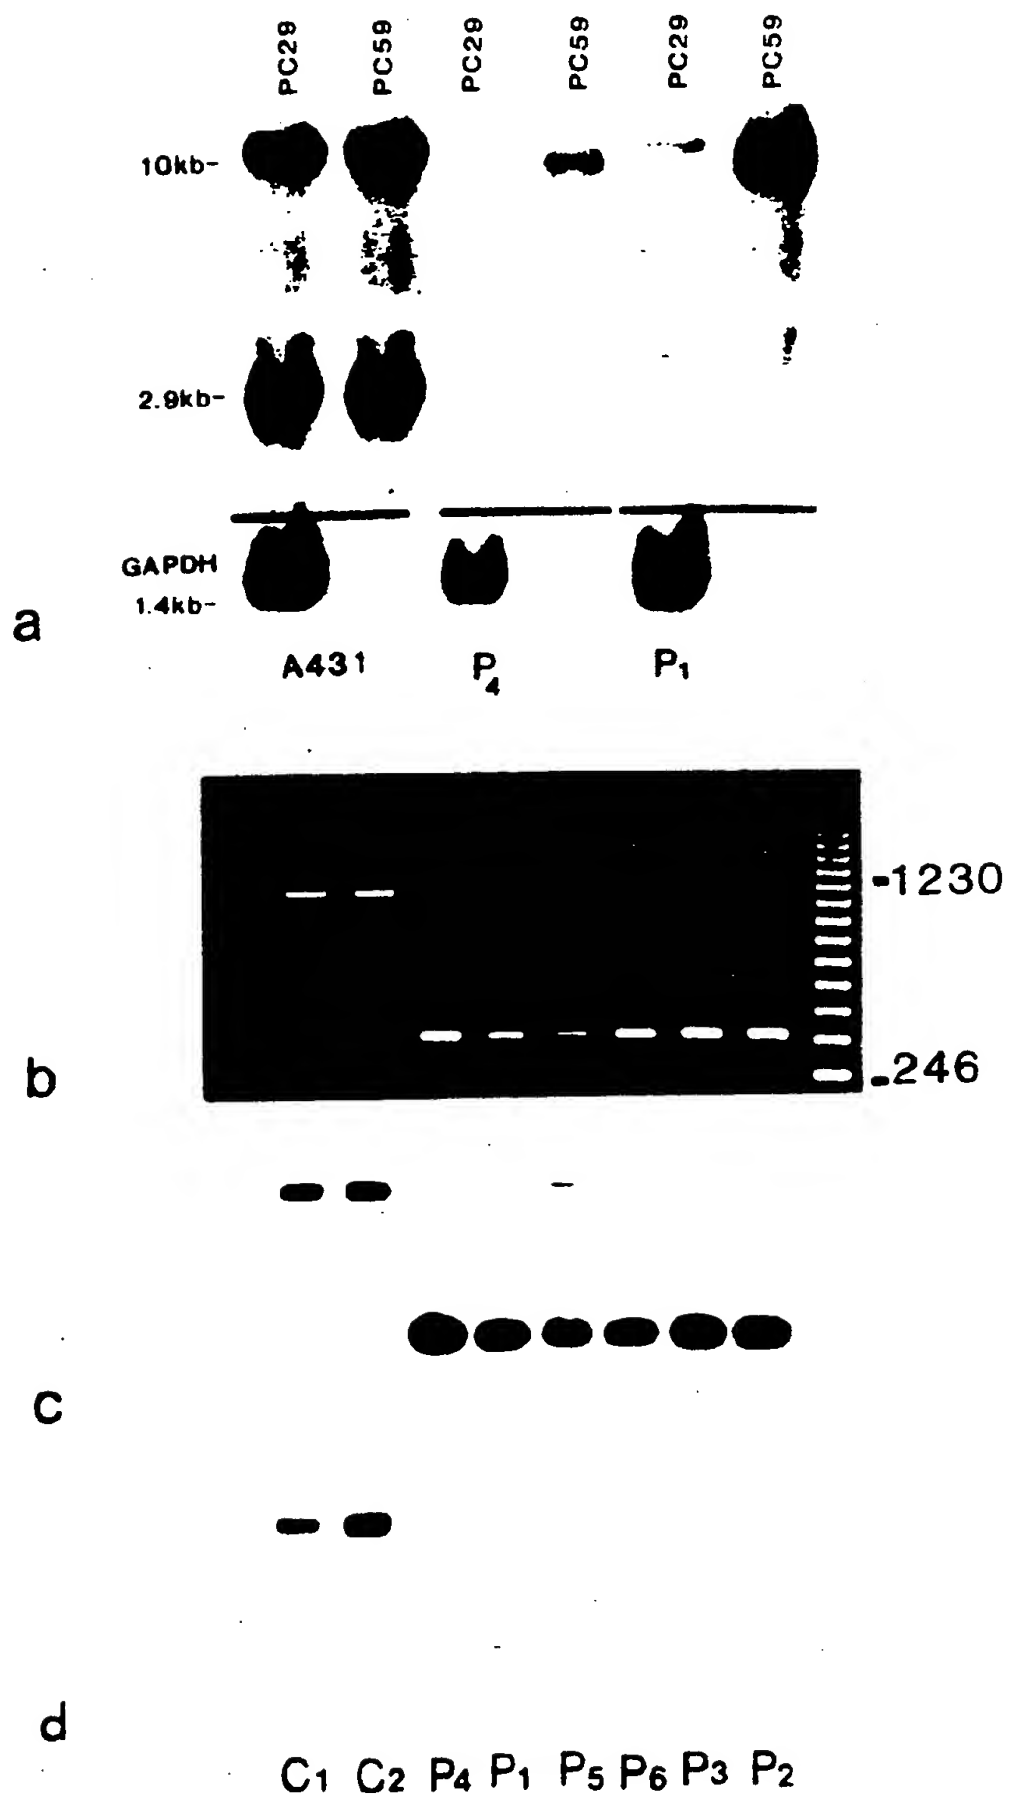 PC29 PC59 PC29 PC59 PC29 PC59
10kb-
2.9kb-
GAPDH
1.4kb-
a
A431 P4 P1
-1230
b
-246
c
d
C1 C2 P4 P1 P5 P6 P3 P2